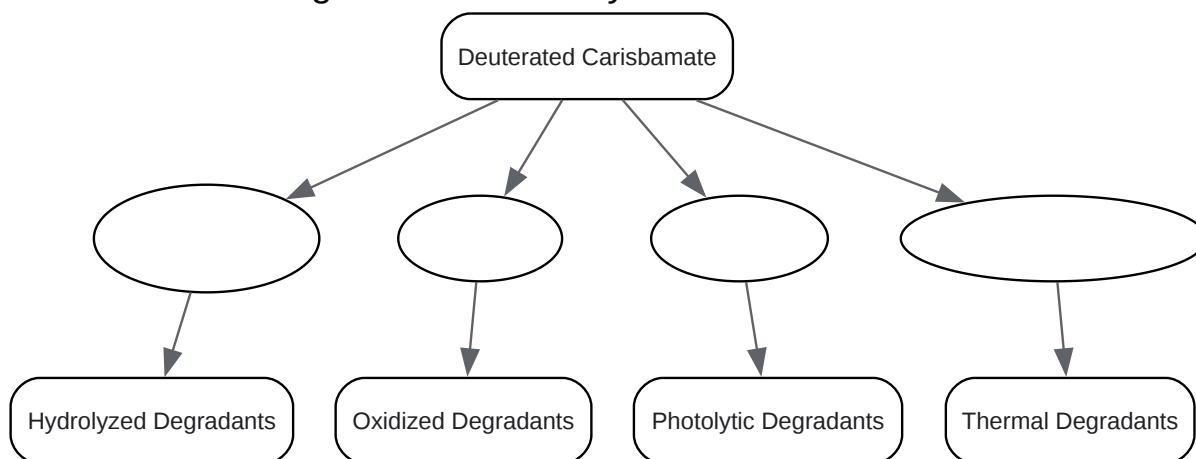 Deuterated Carisbamate
Hydrolyzed Degradants
Oxidized Degradants
Photolytic Degradants
Thermal Degradants